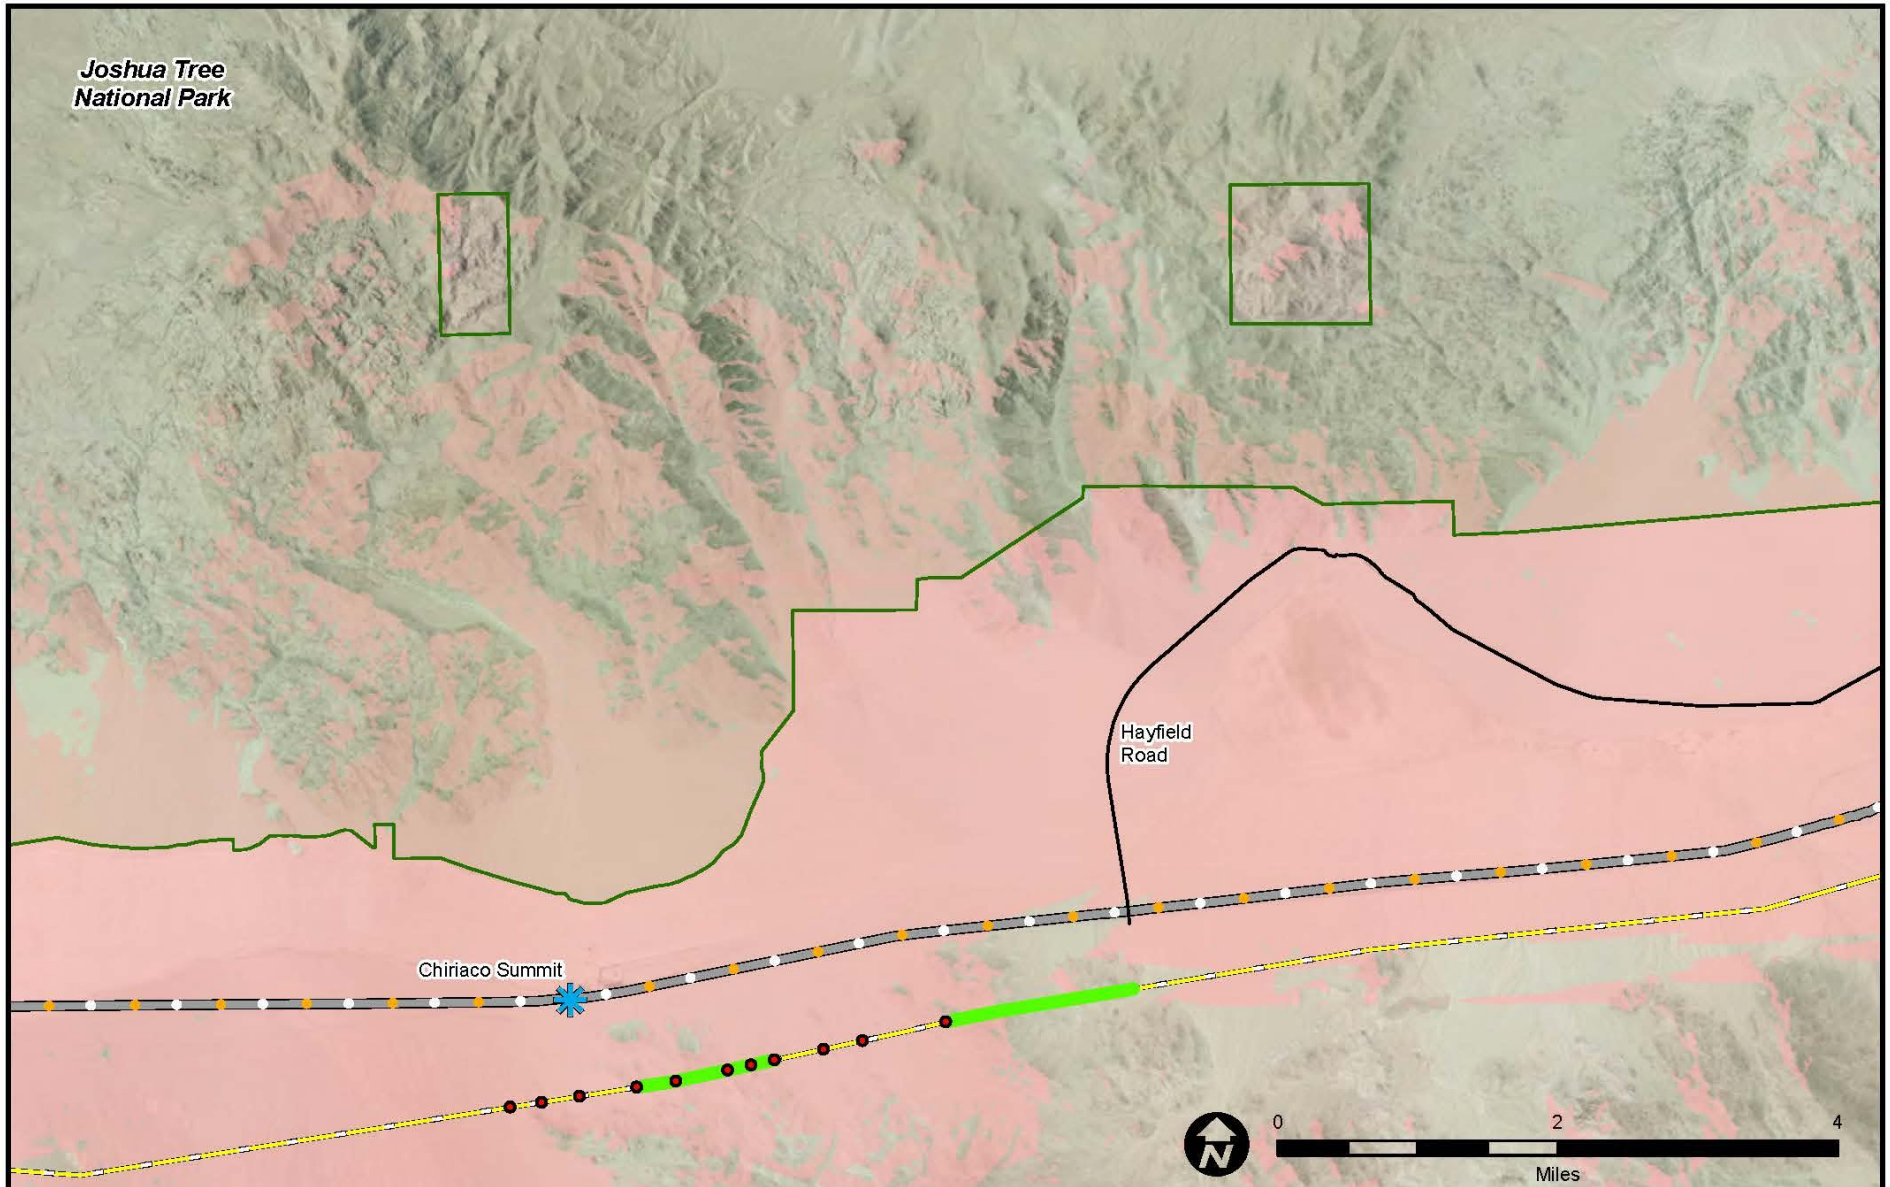 Joshua Tree
National Park
Hayfield
Road
Chiriaco Summit
N
0 2 4
Miles